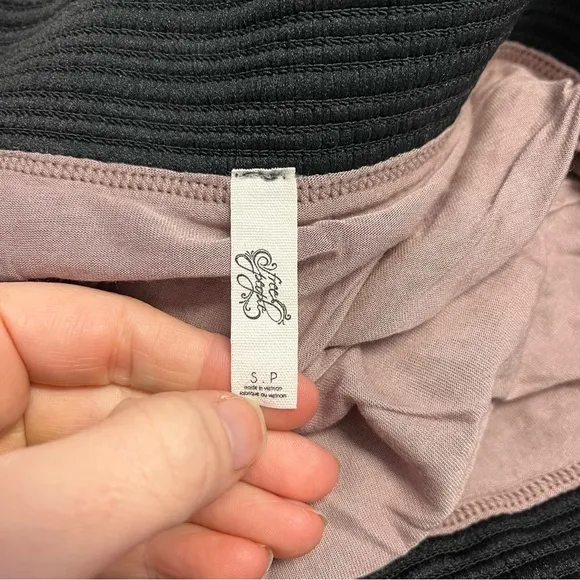 free
people
S . P
made in vietnam
fabriqué au vietnam